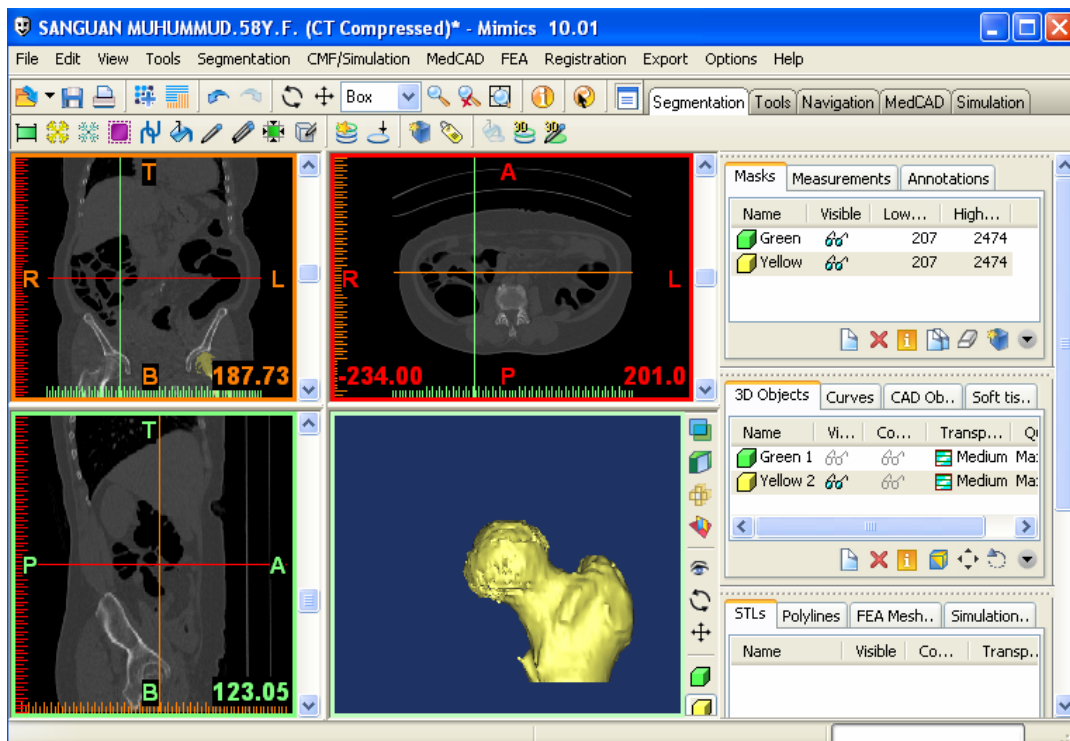 SANGUAN MUHUMMUD.58Y.F. (CT Compressed)* - Mimics 10.01
File Edit View Tools Segmentation CMF/Simulation MedCAD FEA Registration Export Options Help
Box Segmentation Tools Navigation MedCAD Simulation
T
R L
B 187.73
A
R L
-234.00 P 201.0
T
P A
B 123.05
Masks Measurements Annotations
Name Visible Low... High...
Green 207 2474
Yellow 207 2474
3D Objects Curves CAD Ob.. Soft tis..
Name Vi... Co... Transp... Qu
Green 1 Medium Ma:
Yellow 2 Medium Ma:
STLs Polylines FEA Mesh.. Simulation..
Name Visible Co... Transp..